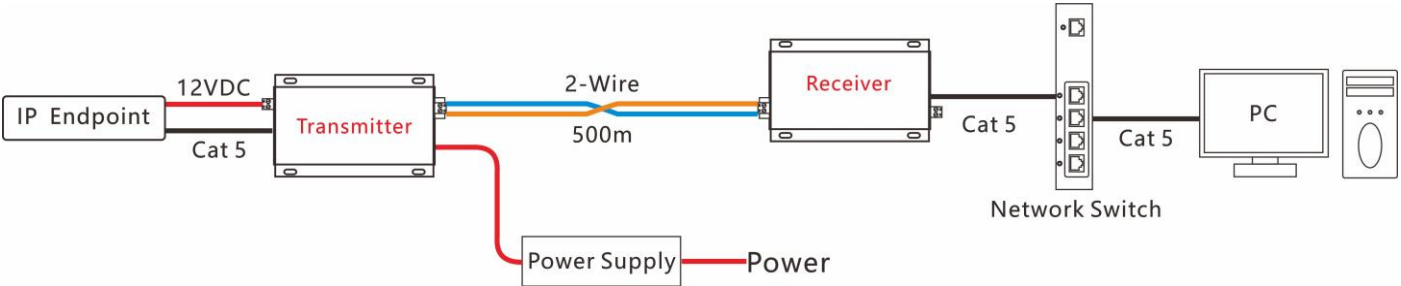 12VDC
IP Endpoint
Cat 5
Transmitter
2-Wire
500m
Receiver
Cat 5
Network Switch
Cat 5
PC
Power Supply
Power